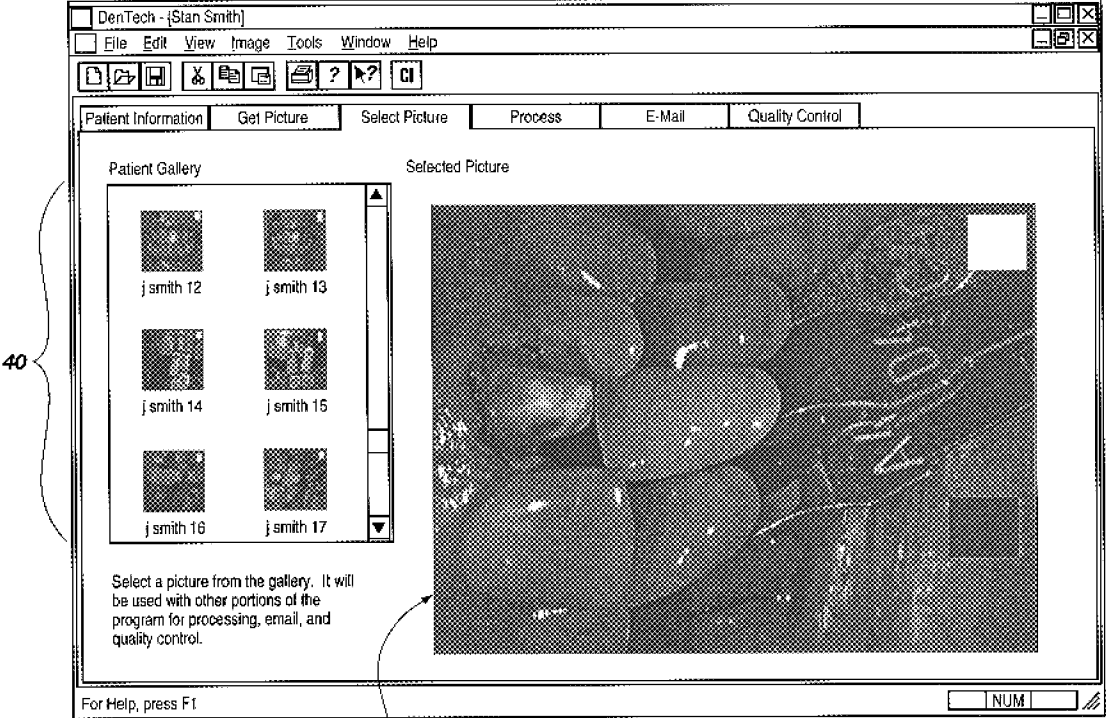 DenTech - [Stan Smith]
File Edit View Image Tools Window Help
? ? CI
Patient Information Get Picture Select Picture Process E-Mail Quality Control
Patient Gallery
Selected Picture
j smith 12 j smith 13
40
j smith 14 j smith 15
j smith 16 j smith 17
Select a picture from the gallery. It will
be used with other portions of the
program for processing, email, and
quality control.
For Help, press F1
NUM